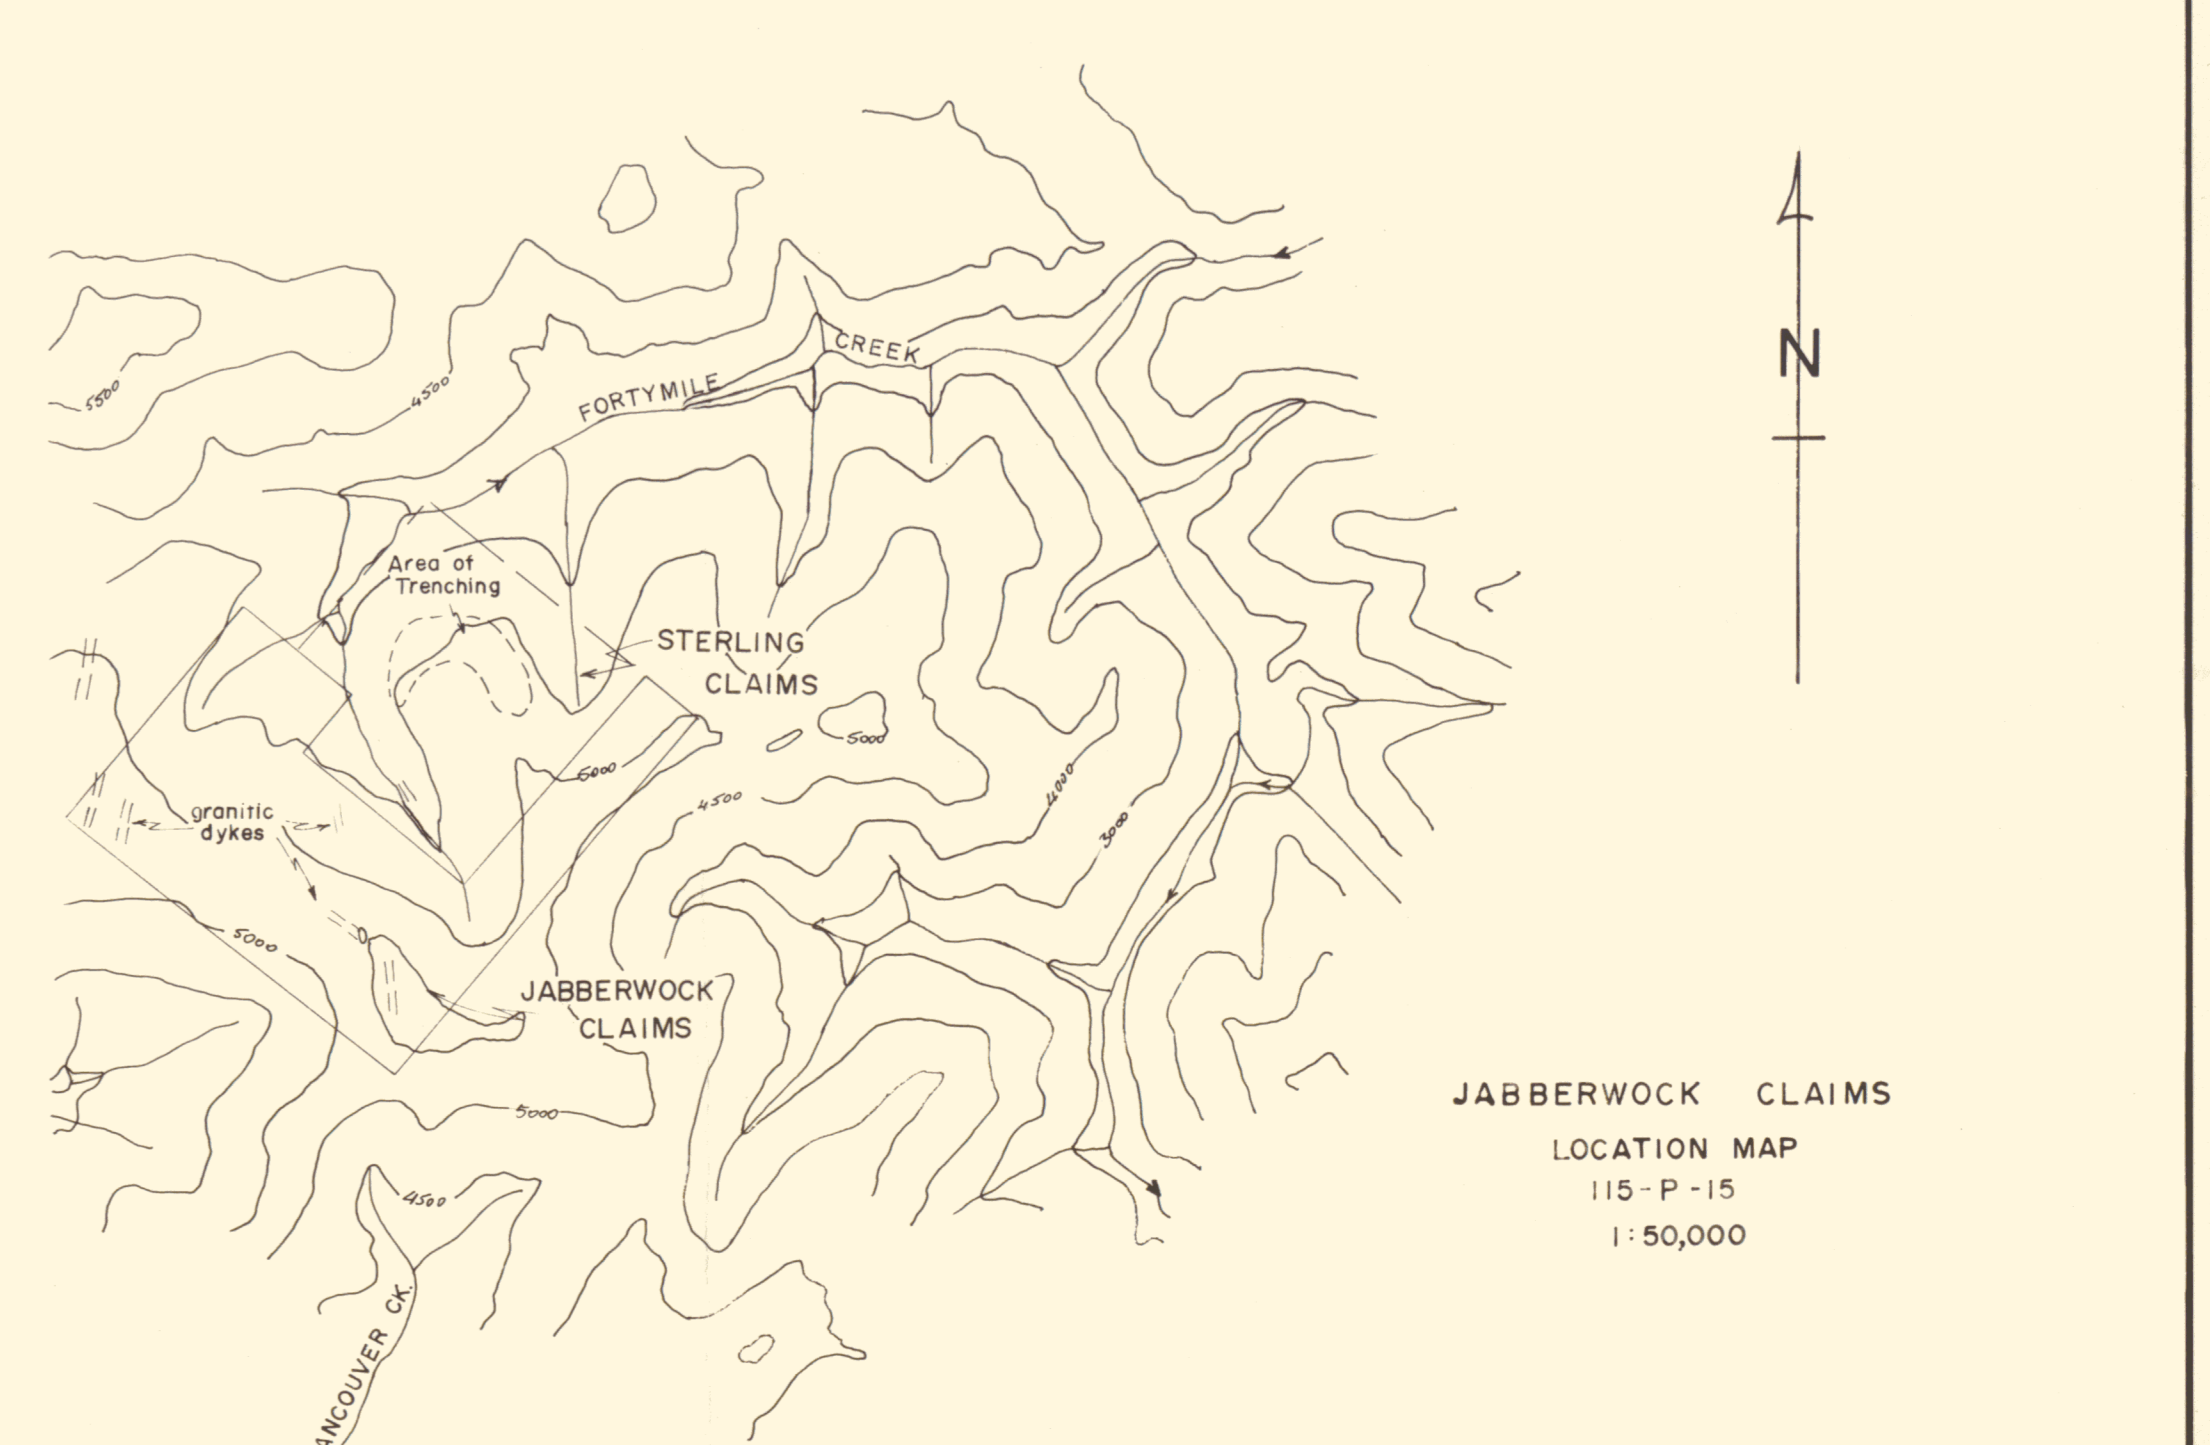 5500
4500
CREEK
FORTYMILE
N
Area of
Trenching
STERLING
CLAIMS
5000
5000
4500
4000
3000
granitic
dykes
5000
JABBERWOCK
CLAIMS
5000
4500
ANCOUVER CK.
JABBERWOCK CLAIMS
LOCATION MAP
115-P-15
1:50,000